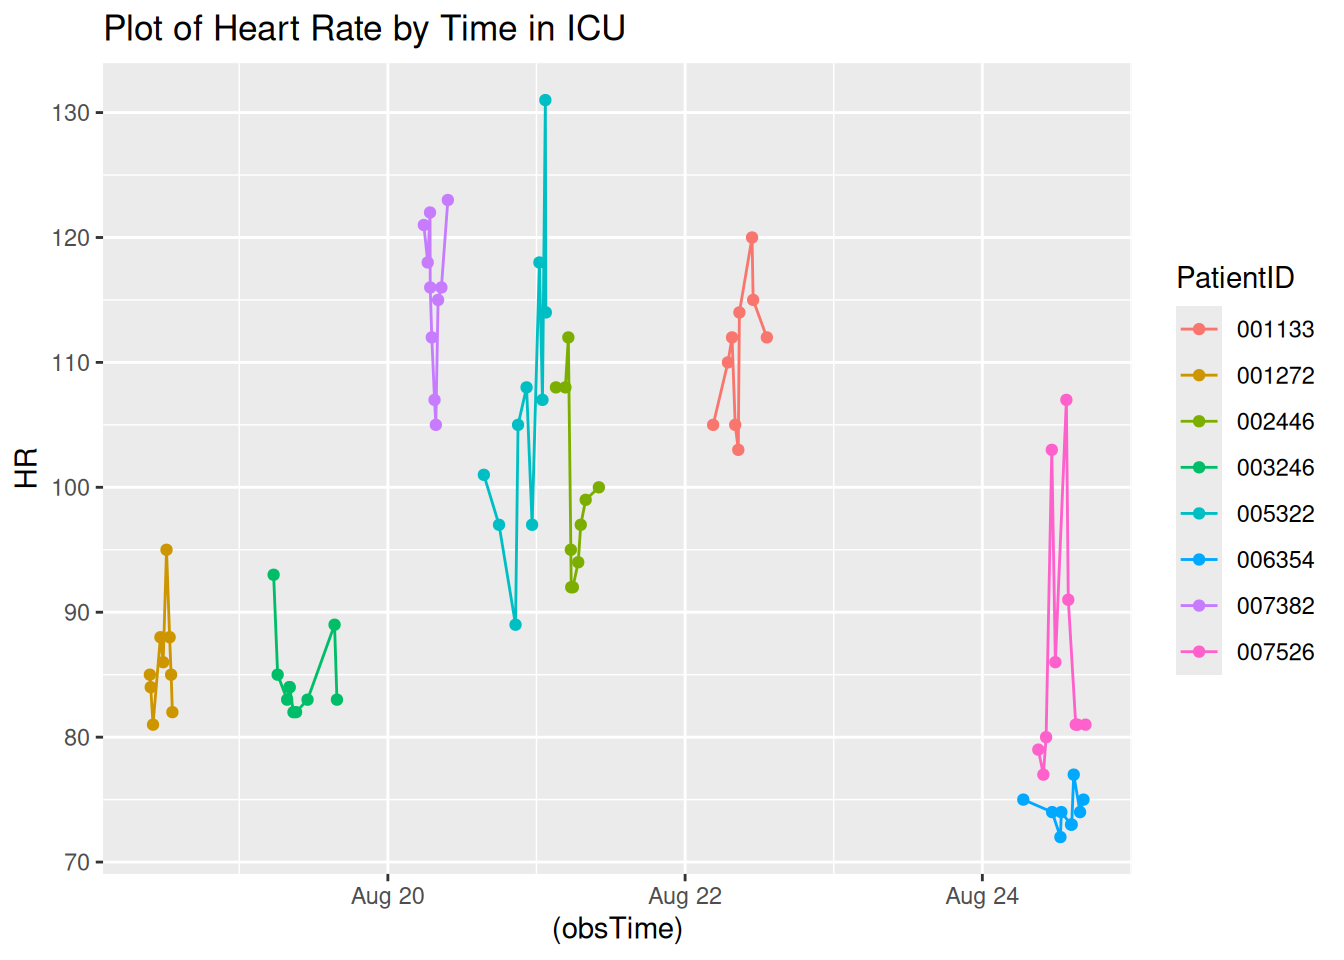 Plot of Heart Rate by Time in ICU
130
120
110
100
90
80
70
HR
Aug 20
Aug 22
Aug 24
(obsTime)
PatientID
001133
001272
002446
003246
005322
006354
007382
007526